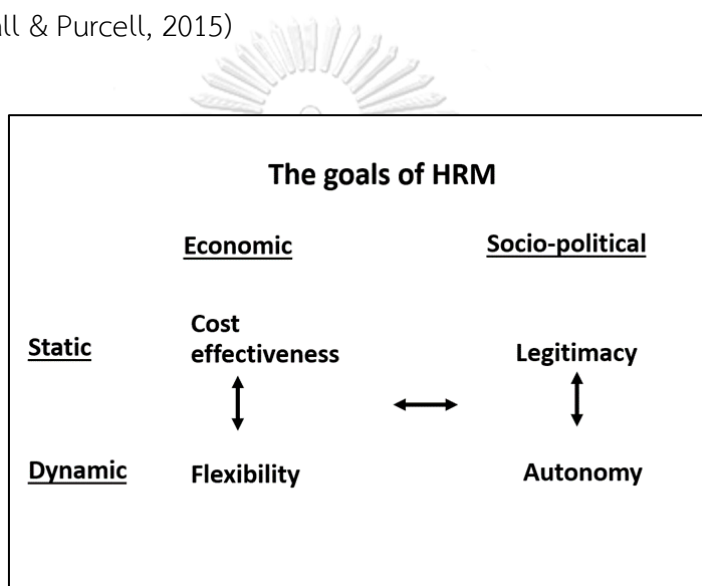 ll & Purcell, 2015)
The goals of HRM
Economic Socio-political
Cost
effectiveness
Static Legitimacy
Dynamic Flexibility Autonomy